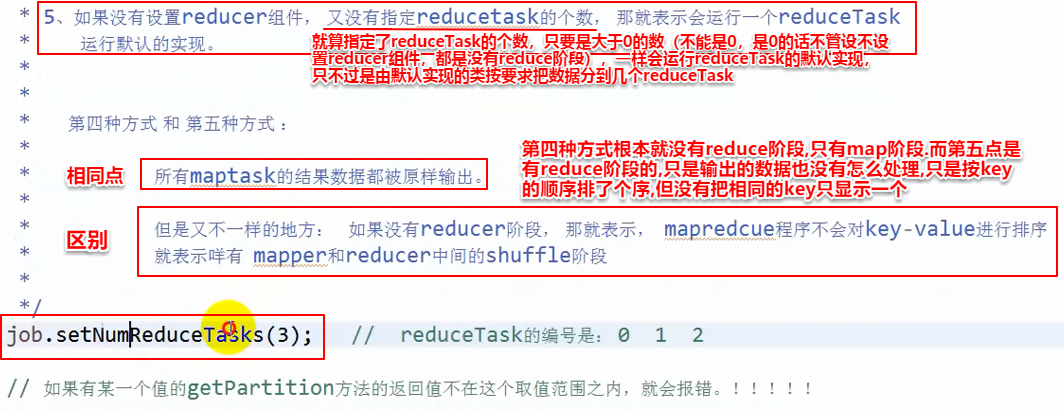 * 5、如果没有设置reducer组件， 又没有指定reducetask的个数， 那就表示会运行一个reduceTask
* 运行默认的实现。
就算指定了reduceTask的个数，只要是大于0的数（不能是0，是0的话不管设不设
置reducer组件，都是没有reduce阶段），一样会运行reduceTask的默认实现，
只不过是由默认实现的类按要求把数据分到几个reduceTask
*
*
* 第四种方式 和 第五种方式 ：
*
第四种方式根本就没有reduce阶段,只有map阶段.而第五点是
有reduce阶段的,只是输出的数据也没有怎么处理,只是按key
的顺序排了个序,但没有把相同的key只显示一个
相同点
* 所有maptask的结果数据都被原样输出。
*
区别
* 但是又不一样的地方： 如果没有reducer阶段， 那就表示， mapredcue程序不会对key-value进行排序
* 就表示咩有 mapper和reducer中间的shuffle阶段
*
*/
job.setNumReduceTasks(3); // reduceTask的编号是: 0 1 2
// 如果有某一个值的getPartition方法的返回值不在这个取值范围之内，就会报错。！！！！！